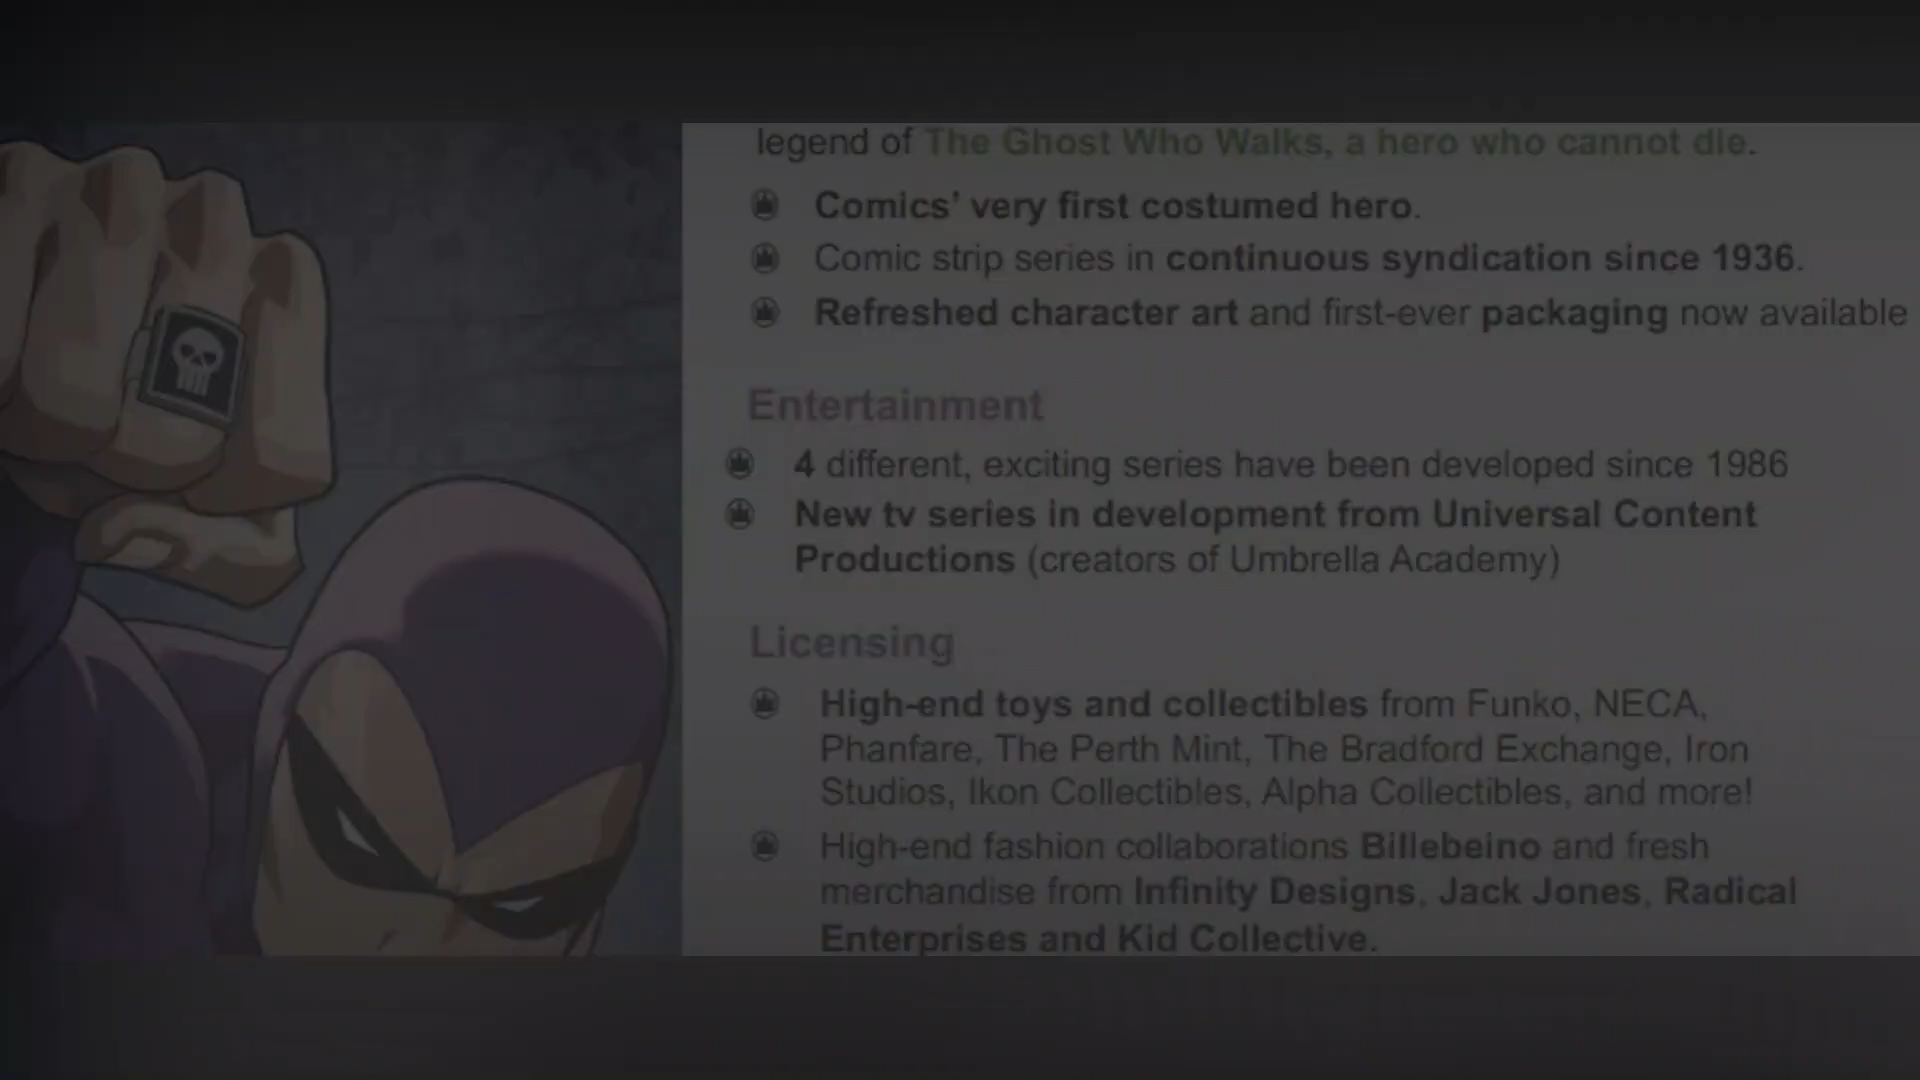 legend of The Ghost Who Walks, a hero who cannot die.
Comics’ very first costumed hero.
Comic strip series in continuous syndication since 1936.
Refreshed character art and first-ever packaging now available
Entertainment
4 different, exciting series have been developed since 1986
New tv series in development from Universal Content
Productions (creators of Umbrella Academy)
Licensing
High-end toys and collectibles from Funko, NECA,
Phanfare, The Perth Mint, The Bradford Exchange, Iron
Studios, Ikon Collectibles, Alpha Collectibles, and more!
High-end fashion collaborations Billebeino and fresh
merchandise from Infinity Designs, Jack Jones, Radical
Enterprises and Kid Collective.